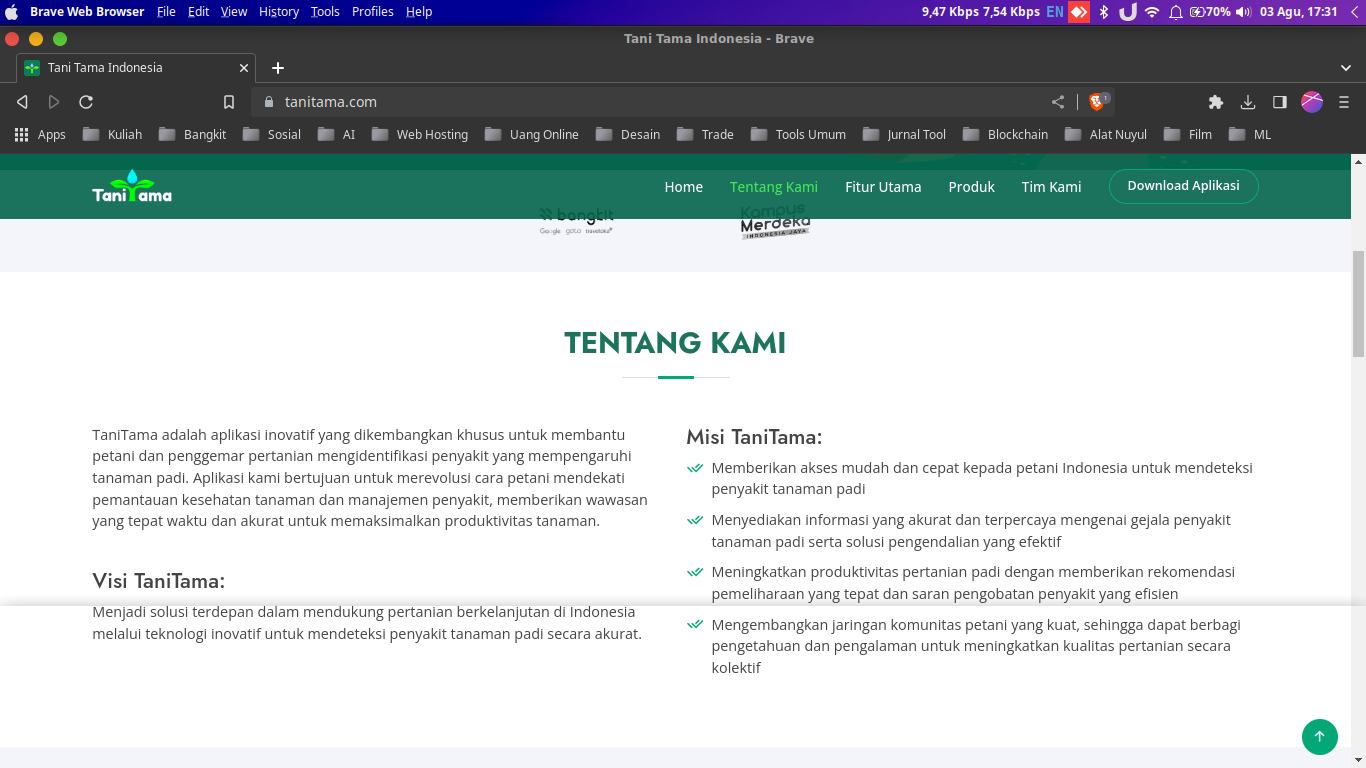 Brave Web Browser File Edit View History Tools Profiles Help 9,47 Kbps 7,54 Kbps EN 70% 03 Agu, 17:31
Tani Tama Indonesia - Brave
Tani Tama Indonesia
tanitama.com
1
Apps Kuliah Bangkit Sosial AI Web Hosting Uang Online Desain Trade Tools Umum Jurnal Tool Blockchain Alat Nuyul Film ML
TaniTama Home Tentang Kami Fitur Utama Produk Tim Kami Download Aplikasi
bangkit
Google goto traveloka
Kampus
Merdeka
INDONESIA JAYA
TENTANG KAMI
TaniTama adalah aplikasi inovatif yang dikembangkan khusus untuk membantu
petani dan penggemar pertanian mengidentifikasi penyakit yang mempengaruhi
tanaman padi. Aplikasi kami bertujuan untuk merevolusi cara petani mendekati
pemantauan kesehatan tanaman dan manajemen penyakit, memberikan wawasan
yang tepat waktu dan akurat untuk memaksimalkan produktivitas tanaman.
Visi TaniTama:
Menjadi solusi terdepan dalam mendukung pertanian berkelanjutan di Indonesia
melalui teknologi inovatif untuk mendeteksi penyakit tanaman padi secara akurat.
Misi TaniTama:
Memberikan akses mudah dan cepat kepada petani Indonesia untuk mendeteksi
penyakit tanaman padi
Menyediakan informasi yang akurat dan terpercaya mengenai gejala penyakit
tanaman padi serta solusi pengendalian yang efektif
Meningkatkan produktivitas pertanian padi dengan memberikan rekomendasi
pemeliharaan yang tepat dan saran pengobatan penyakit yang efisien
Mengembangkan jaringan komunitas petani yang kuat, sehingga dapat berbagi
pengetahuan dan pengalaman untuk meningkatkan kualitas pertanian secara
kolektif